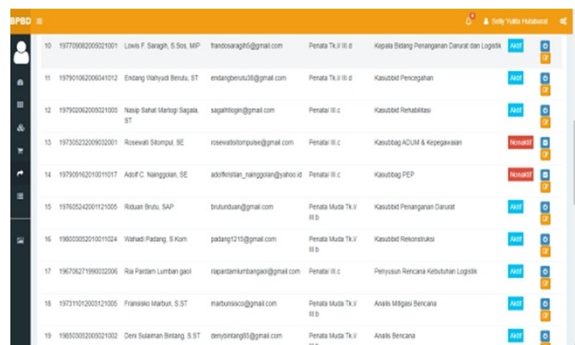 BPBD
Selly Yulita Hutabarat
10 197709082005021001 Lowis F. Saragih, S.Sos, MiP frandosaragih5@gmail.com Penata Tk.I/ III.d Kepala Bidang Penanganan Darurat dan Logistik Aktif
11 197901062006041012 Endang Wahyudi Berutu, ST endangberutu38@gmail.com Penata Tk.I/ III.d Kasubbid Pencegahan Aktif
12 197902062005021005 Nasip Sahat Martogi Sagala, ST Penata/ III.c Kasubbid Rehabilitasi Aktif
13 197305232009032001 Rosewati Sitompul, SE rosewatisitompulse@gmail.com Penata/ III.c Kasubbag ADUM & Kepegawaian Nonaktif
14 197909162010011017 Adolf C. Nainggolan, SE adolfkristian_nainggolan@yahoo.id Penata/ III.c Kasubbag PEP Nonaktif
15 197605242001121005 Riduan Brutu, SAP bruturiduan@gmail.com Penata Muda Tk.I/ III.b Kasubbid Penanganan Darurat Aktif
16 198003052010011024 Wahadi Padang, S.Kom padang1215@gmail.com Penata Muda Tk.I/ III.b Kasubbid Rekonstruksi Aktif
17 196706271990032006 Ria Pardam Lumban gaol riapardamlumbangaol@gmail.com Penata/ III.c Penyusun Rencana Kebutuhan Logistik Aktif
18 197311012003121005 Fransisko Marbun, S.ST marbunsisco@gmail.com Penata Muda Tk.I/ III.b Analis Mitigasi Bencana Aktif
19 198503052005021002 Deni Sulaiman Bintang, S.ST denybintang85@gmail.com Penata Muda Tk.I/ III.b Analis Bencana Aktif